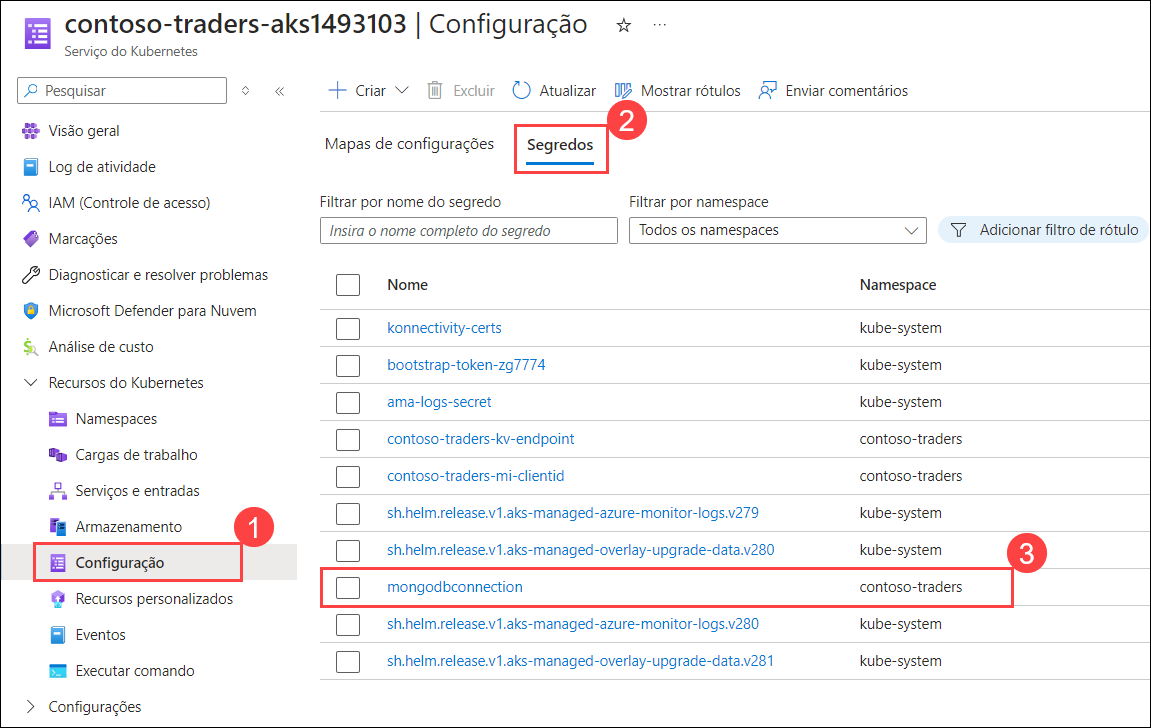 contoso-traders-aks1493103 | Configuração
Serviço do Kubernetes
Pesquisar
Visão geral
Log de atividade
IAM (Controle de acesso)
Marcações
Diagnosticar e resolver problemas
Microsoft Defender para Nuvem
Análise de custo
Recursos do Kubernetes
Namespaces
Cargas de trabalho
Serviços e entradas
Armazenamento
1
Configuração
Recursos personalizados
Eventos
Executar comando
Configurações
Criar Excluir Atualizar Mostrar rótulos Enviar comentários
Mapas de configurações Segredos 2
Filtrar por nome do segredo Filtrar por namespace
Insira o nome completo do segredo Todos os namespaces Adicionar filtro de rótulo
Nome Namespace
konnectivity-certs kube-system
bootstrap-token-zg7774 kube-system
ama-logs-secret kube-system
contoso-traders-kv-endpoint contoso-traders
contoso-traders-mi-clientid contoso-traders
sh.helm.release.v1.aks-managed-azure-monitor-logs.v279 kube-system
sh.helm.release.v1.aks-managed-overlay-upgrade-data.v280 kube-system
3
mongodbconnection contoso-traders
sh.helm.release.v1.aks-managed-azure-monitor-logs.v280 kube-system
sh.helm.release.v1.aks-managed-overlay-upgrade-data.v281 kube-system